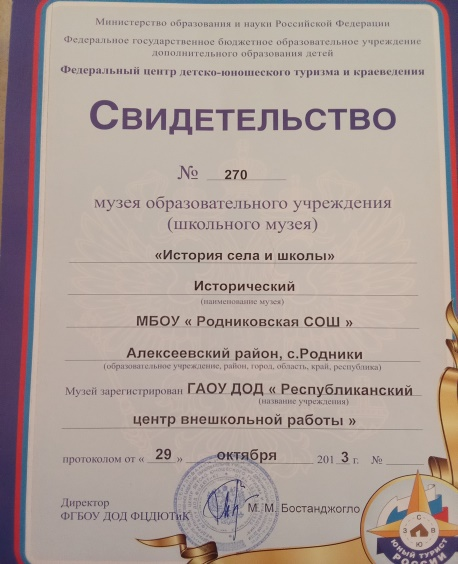 Министерство образования и науки Российской Федерации
Федеральное государственное бюджетное образовательное учреждение
дополнительного образования детей
Федеральный центр детско-юношеского туризма и краеведения
СВИДЕТЕЛЬСТВО
№ 270
музея образовательного учреждения
(школьного музея)
«История села и школы»
Исторический
(наименование музея)
МБОУ « Родниковская СОШ »
Алексеевский район, с.Родники
(образовательное учреждение, район, город, область, край, республика)
Музей зарегистрирован ГАОУ ДОД « Республиканский
(название учреждения)
центр внешкольной работы »
протоколом от « 29 » октября 2013 г. №
Директор
ФГБОУ ДОД ФЦДЮТиК
М. М. Бостанджогло
С
З В
Ю
ЮНЫЙ ТУРИСТ
РОССИИ